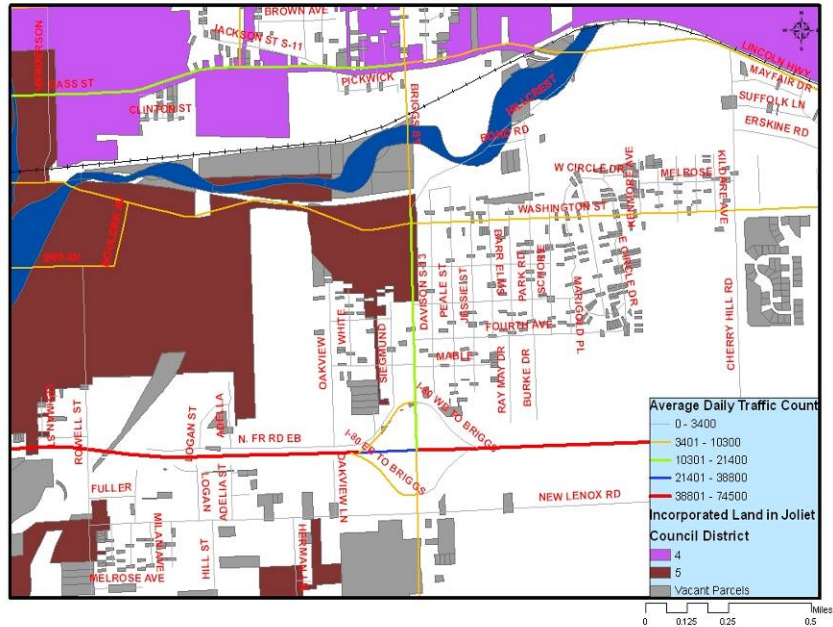 BROWN AVE
JACKSON ST S-11
LINCOLN HWY
CASS ST
PICKWICK
MAYFAIR DR
CLINTON ST
BRIGGS ST
HILLCREST
SUFFOLK LN
ERSKINE RD
BOND RD
W CIRCLE DR
KENMORE AVE
MELROSE
KILDARE AVE
WASHINGTON ST
DAVISON S-13
PEALE ST
JESSIE ST
BARR ELMS
PARK RD
SCHORIE
E CIRCLE DR
MARIGOLD PL
FOURTH AVE
CHERRY HILL RD
OAKVIEW
WHITE
SIEGMUND
MABLE
RAY MAY DR
BURKE DR
ROWELL ST
LOGAN ST
ADELLA
N. FR RD EB
I-80 WB TO BRIGGS
I-80 EB TO BRIGGS
FULLER
LOGAN
ADELIA ST
OAKVIEW LN
NEW LENOX RD
MILAN AVE
HILL ST
MELROSE AVE
Average Daily Traffic Count
0 - 3400
3401 - 10300
10301 - 21400
21401 - 38800
38801 - 74500
Incorporated Land in Joliet
Council District
4
5
Vacant Parcels
Miles
0 0.125 0.25 0.5